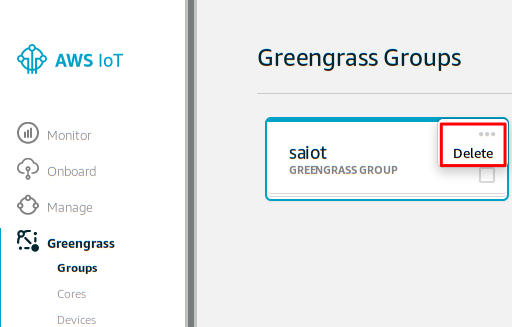 AWS IoT
Monitor
Onboard
Manage
Greengrass
Groups
Cores
Devices
Greengrass Groups
saiot
GREENGRASS GROUP
Delete